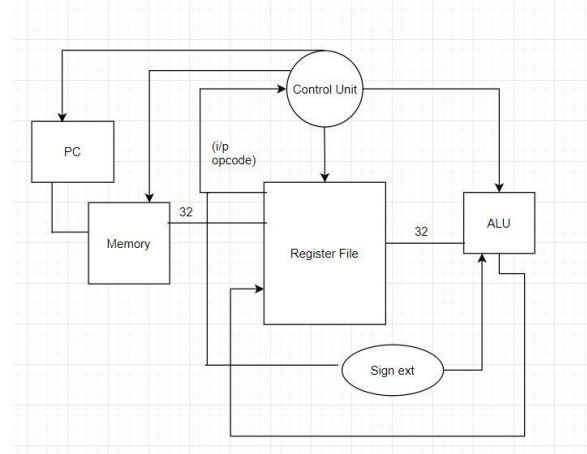 Control Unit
(i/p
opcode)
PC
32
Memory
Register File
32
ALU
Sign ext